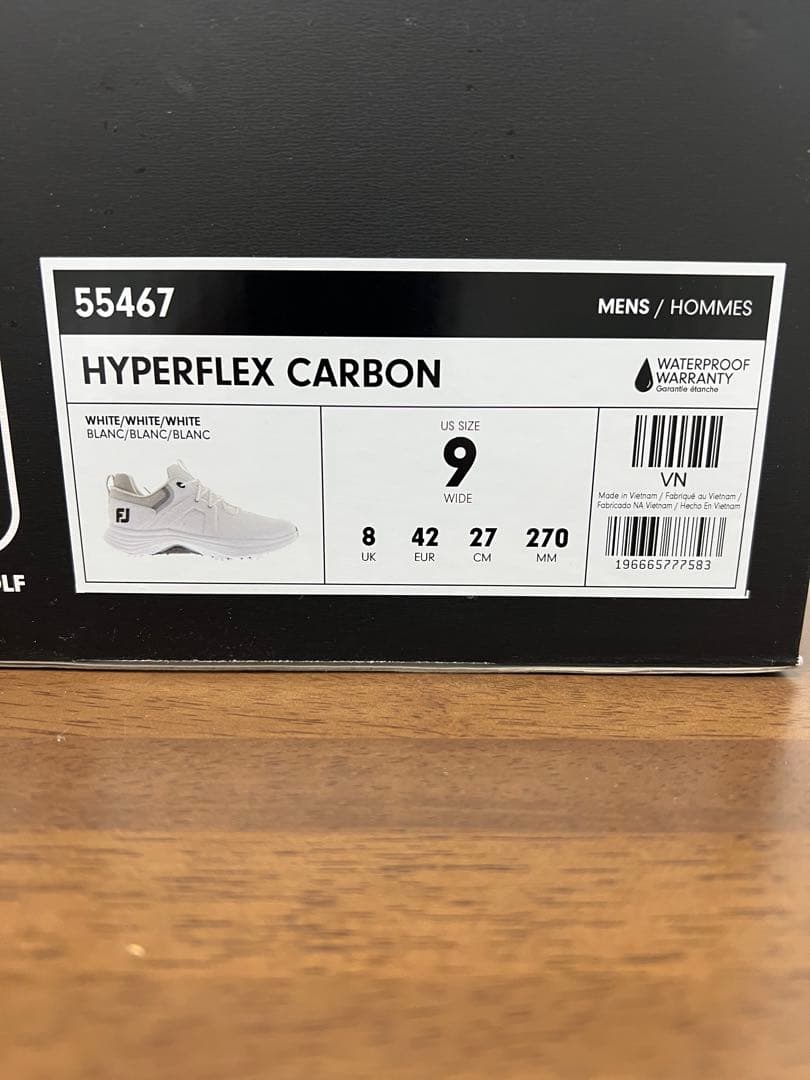 55467
MENS / HOMMES
HYPERFLEX CARBON
WATERPROOF
WARRANTY
Garantie étanche
WHITE/WHITE/WHITE
BLANC/BLANC/BLANC
FJ
US SIZE
9
WIDE
8 42 27 270
UK EUR CM MM
VN
Made in Vietnam / Fabriqué au Vietnam /
Fabricado NA Vietnam / Hecho En Vietnam
196665777583
LF